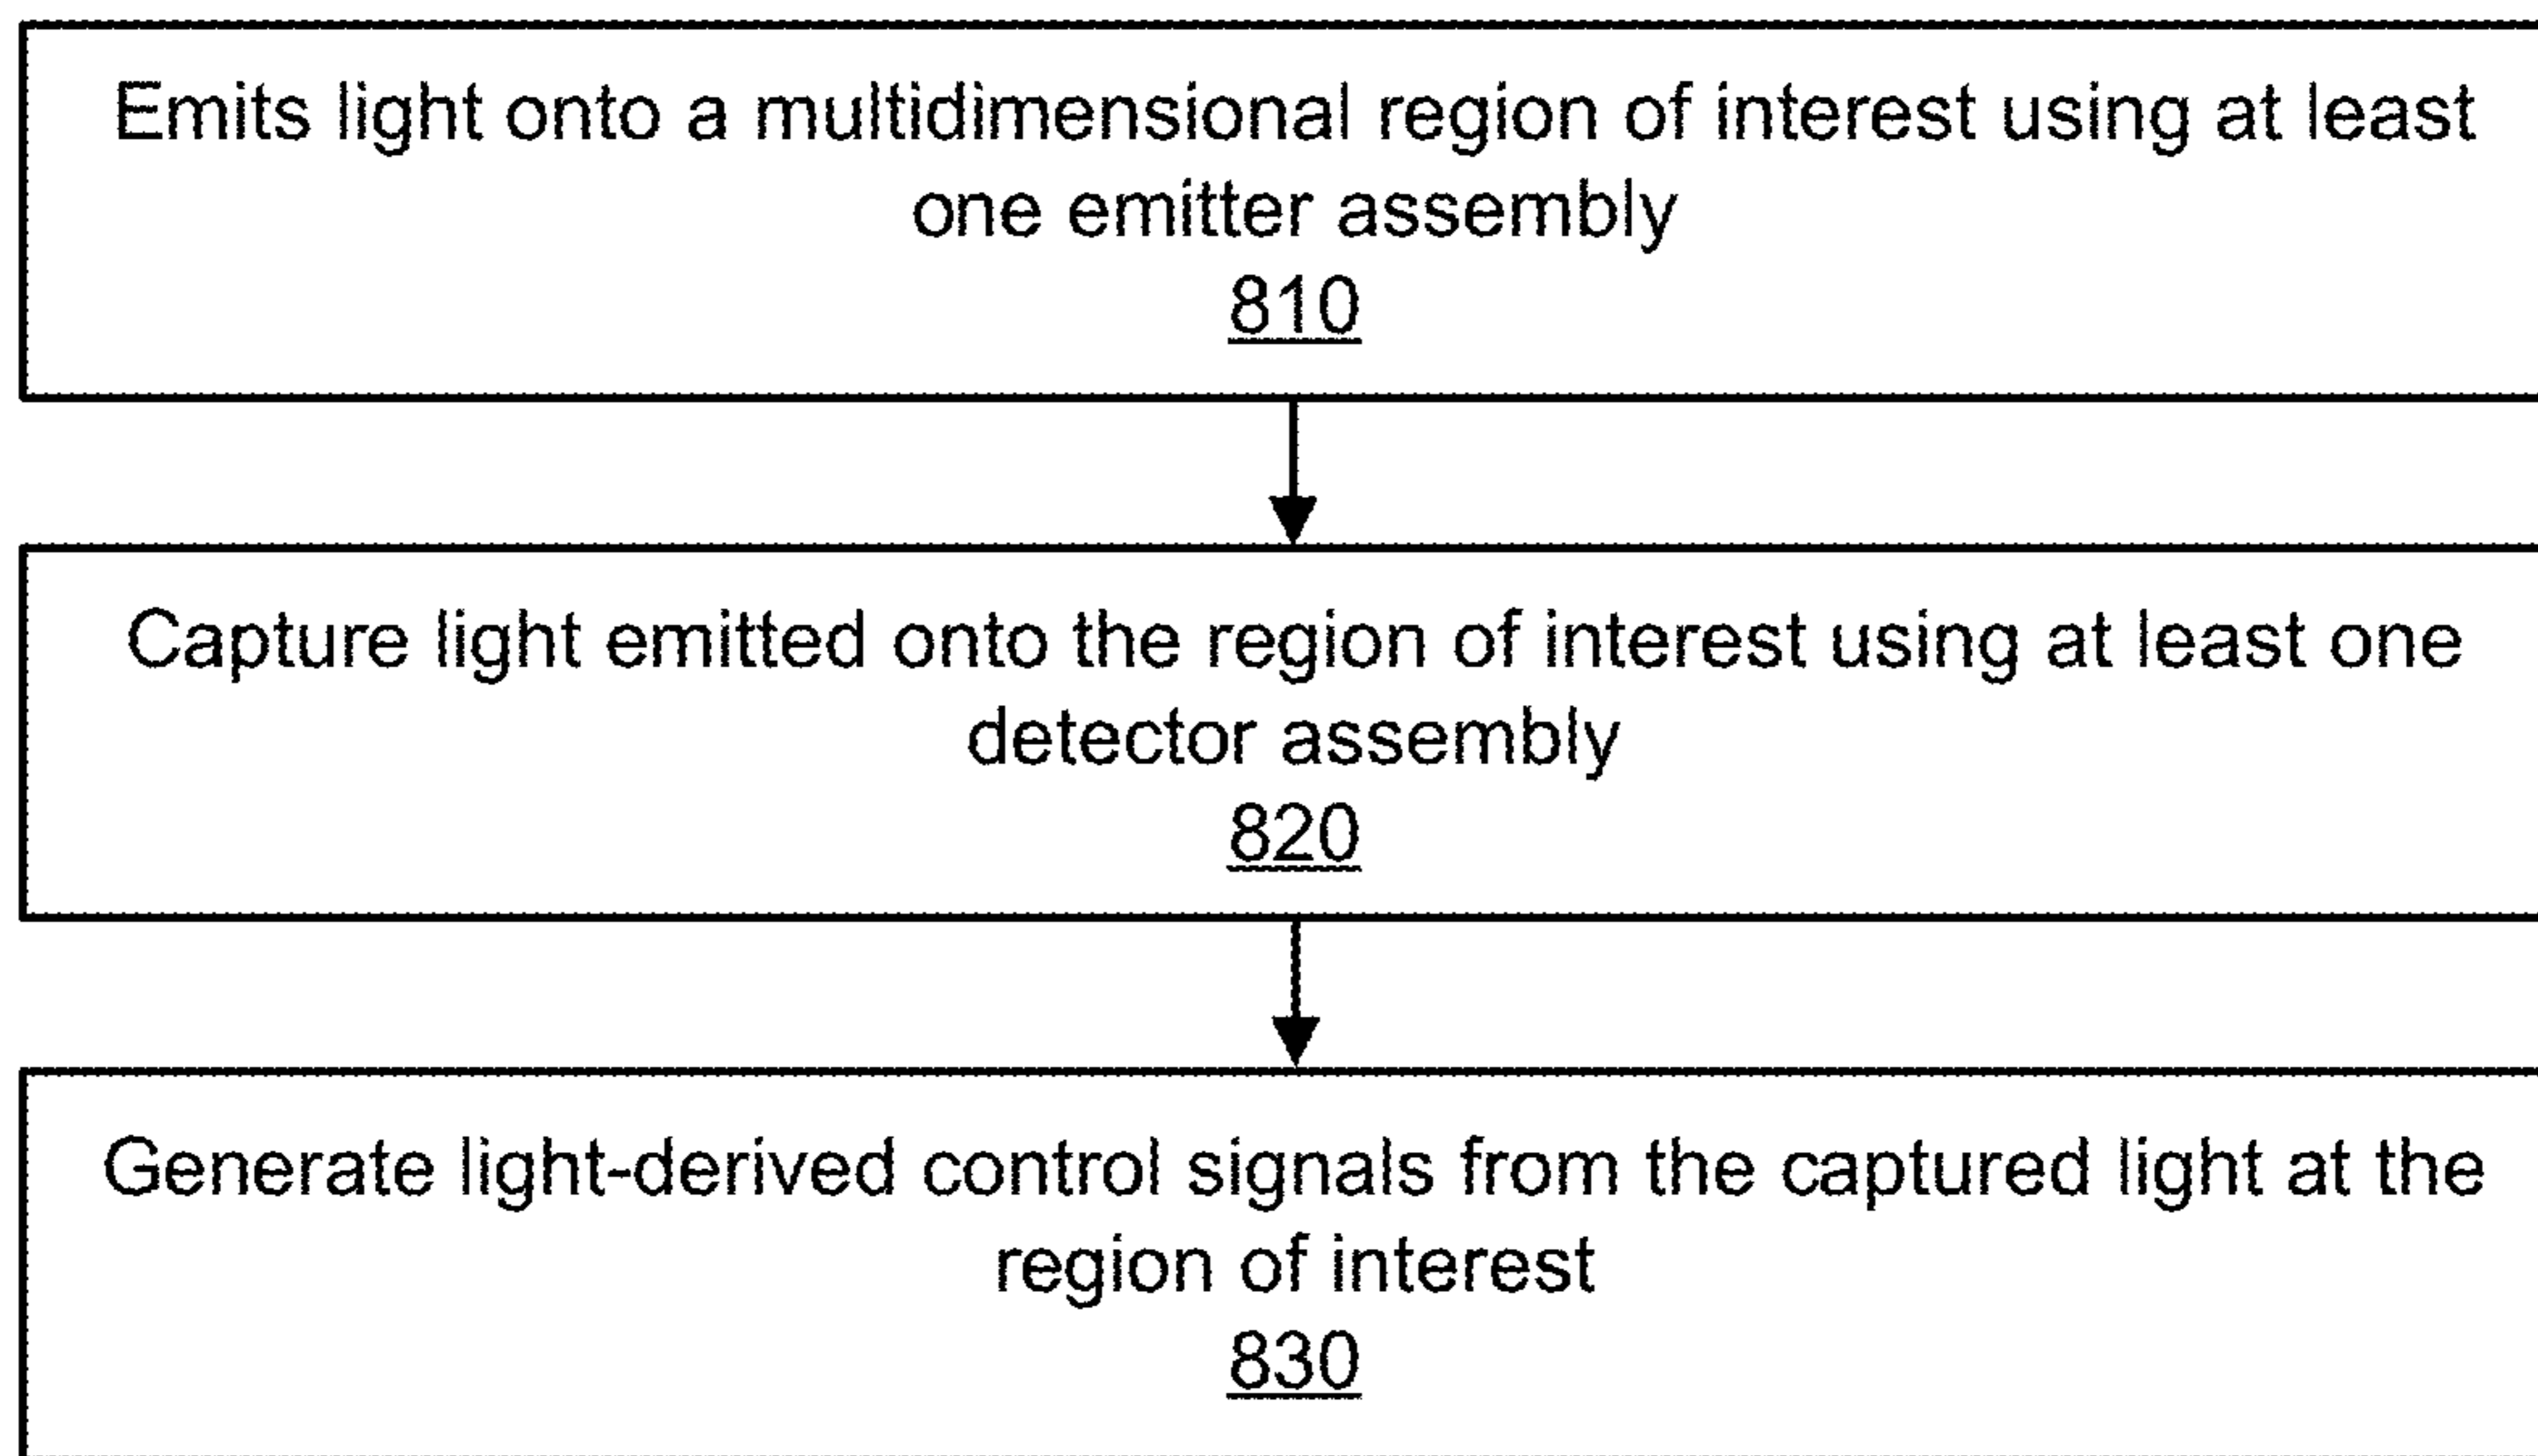 Emits light onto a multidimensional region of interest using at least
one emitter assembly
810
Capture light emitted onto the region of interest using at least one
detector assembly
820
Generate light-derived control signals from the captured light at the
region of interest
830